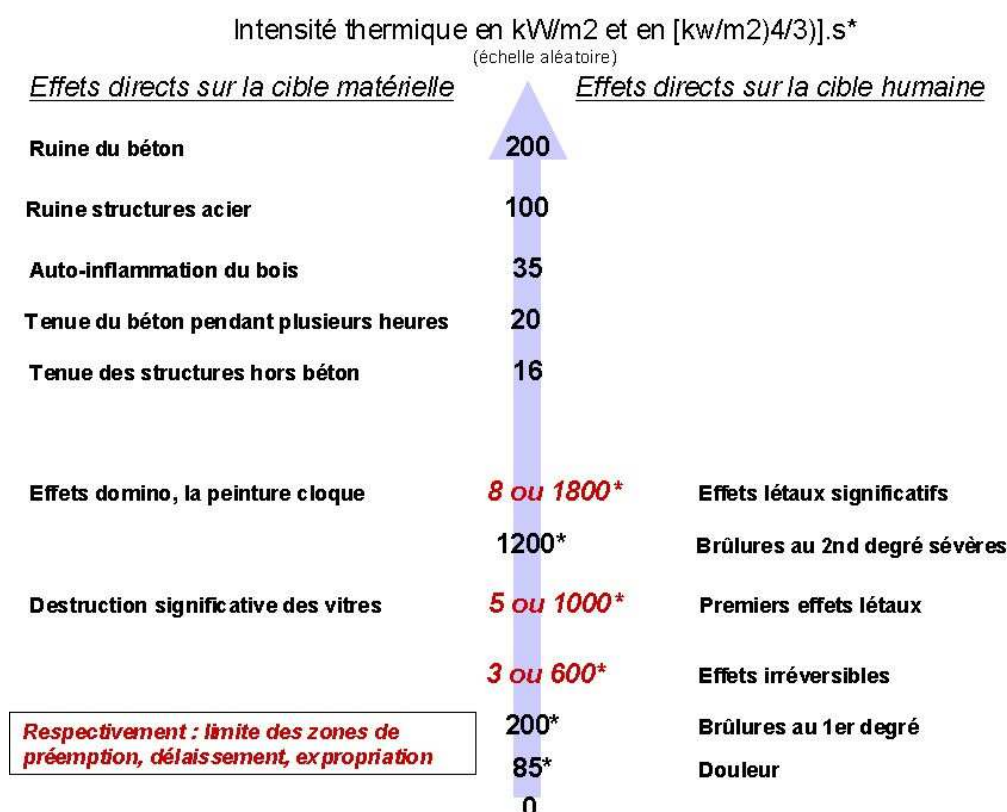 Intensité thermique en kW/m2 et en [kw/m2)4/3)].s*
(échelle aléatoire)
Effets directs sur la cible matérielle Effets directs sur la cible humaine
Ruine du béton 200
Ruine structures acier 100
Auto-inflammation du bois 35
Tenue du béton pendant plusieurs heures 20
Tenue des structures hors béton 16
Effets domino, la peinture cloque 8 ou 1800* Effets létaux significatifs
1200* Brûlures au 2nd degré sévères
Destruction significative des vitres 5 ou 1000* Premiers effets létaux
3 ou 600* Effets irréversibles
Respectivement : limite des zones de
préemption, délaissement, expropriation
200* Brûlures au 1er degré
85* Douleur
0